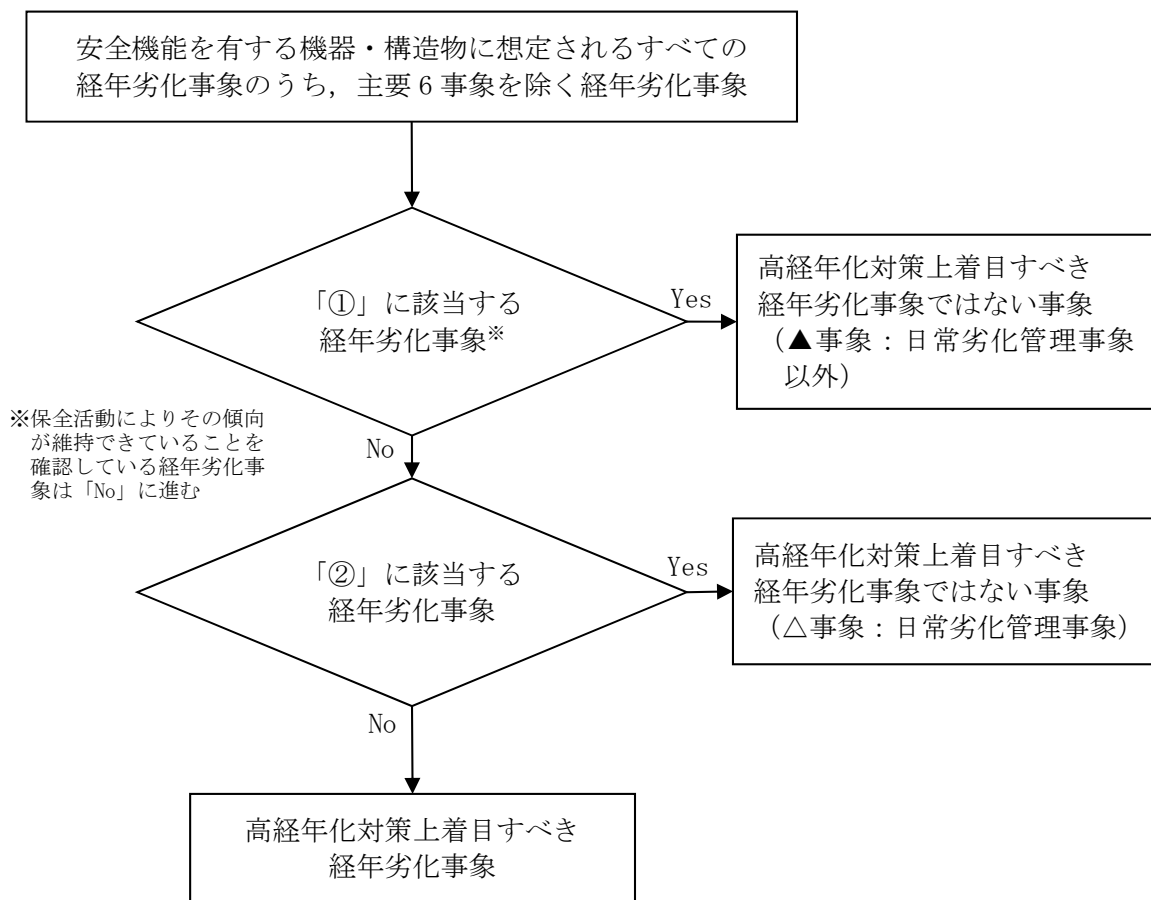 安全機能を有する機器・構造物に想定されるすべての
経年劣化事象のうち，主要6事象を除く経年劣化事象
「①」に該当する
経年劣化事象※
Yes
高経年化対策上着目すべき
経年劣化事象ではない事象
（▲事象：日常劣化管理事象
以外）
※保全活動によりその傾向
が維持できていることを
確認している経年劣化事
象は「No」に進む
No
「②」に該当する
経年劣化事象
Yes
高経年化対策上着目すべき
経年劣化事象ではない事象
（△事象：日常劣化管理事象）
No
高経年化対策上着目すべき
経年劣化事象